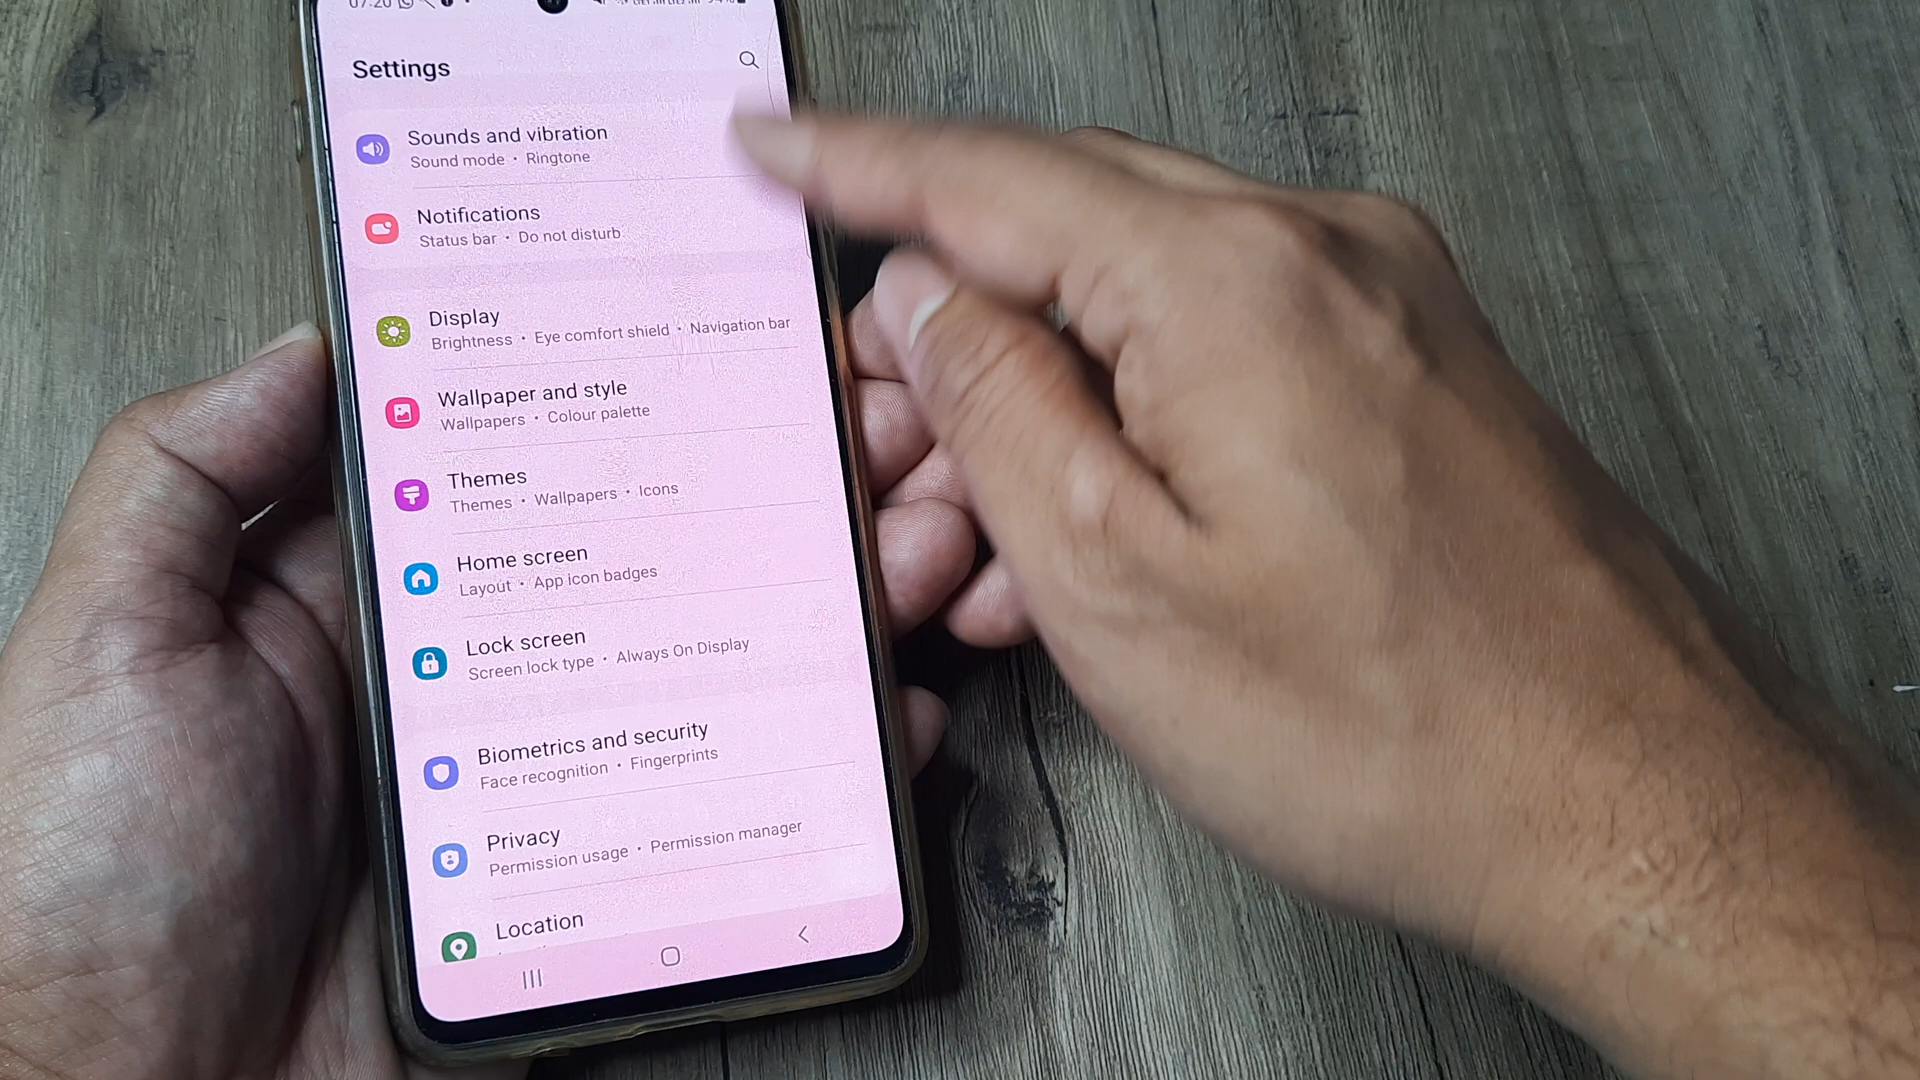 07:20
Settings
Sounds and vibration
Sound mode • Ringtone
Notifications
Status bar • Do not disturb
Display
Brightness • Eye comfort shield • Navigation bar
Wallpaper and style
Wallpapers • Colour palette
Themes
Themes • Wallpapers • Icons
Home screen
Layout • App icon badges
Lock screen
Screen lock type • Always On Display
Biometrics and security
Face recognition • Fingerprints
Privacy
Permission usage • Permission manager
Location